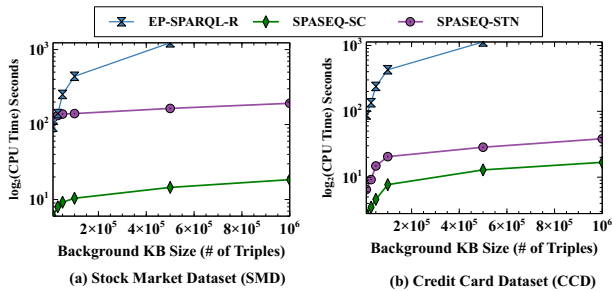 EP-SPARQL-R SPASEQ-SC SPASEQ-STN
log₂(CPU Time) Seconds
10³
10²
10¹
2×10⁵ 4×10⁵ 6×10⁵ 8×10⁵ 10⁶
Background KB Size (# of Triples)
(a) Stock Market Dataset (SMD)
log₂(CPU Time) Seconds
10³
10²
10¹
2×10⁵ 4×10⁵ 6×10⁵ 8×10⁵ 10⁶
Background KB Size (# of Triples)
(b) Credit Card Dataset (CCD)